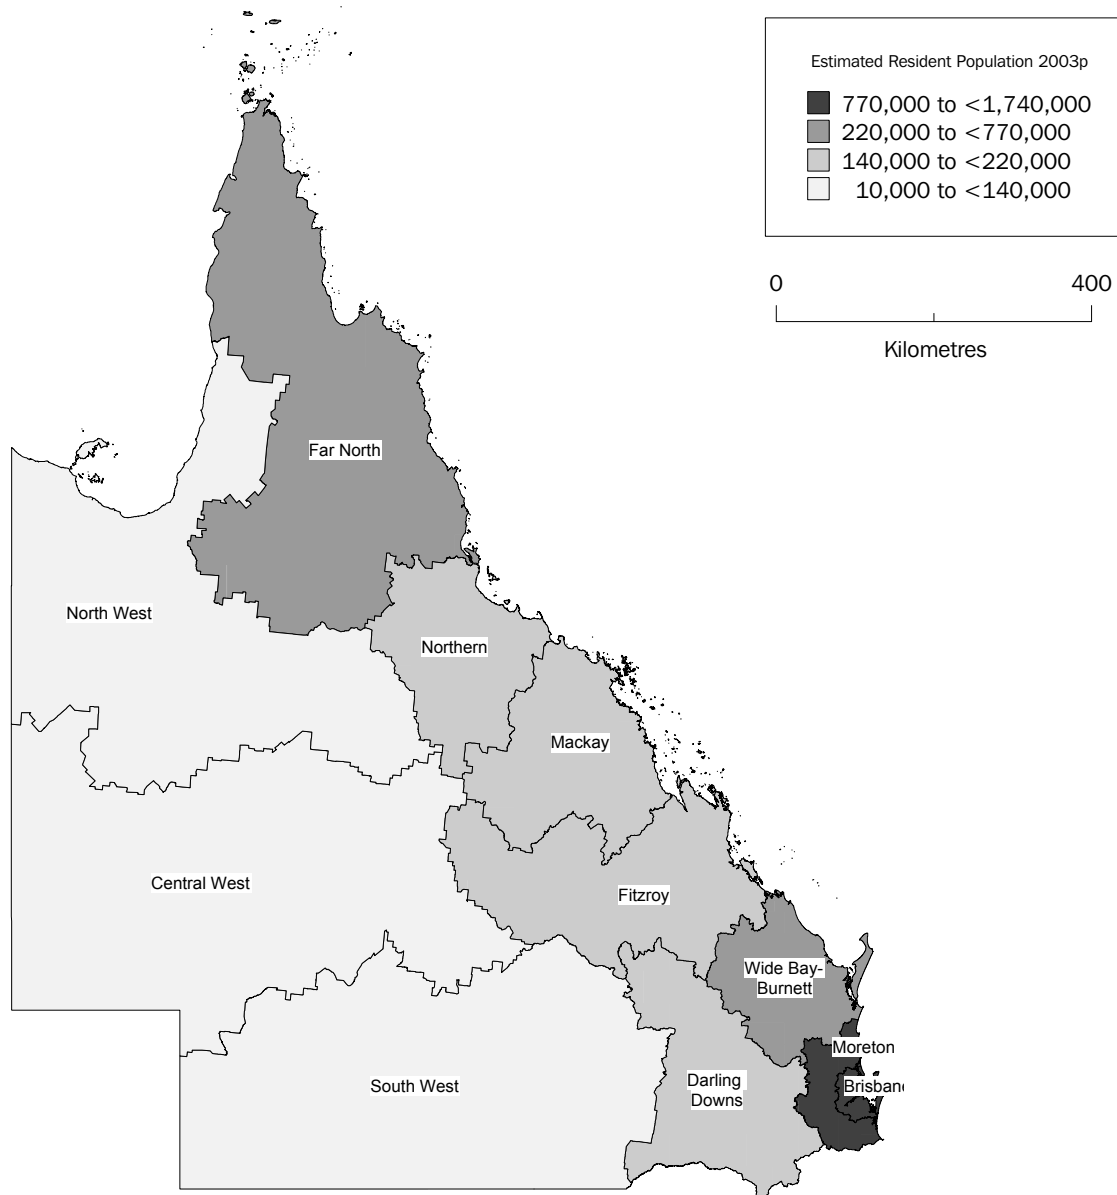 Estimated Resident Population 2003p
770,000 to <1,740,000
220,000 to <770,000
140,000 to <220,000
10,000 to <140,000
0 400
Kilometres
Far North
North West
Northern
Mackay
Central West
Fitzroy
Wide Bay-
Burnett
Moreton
Brisban
South West
Darling
Downs